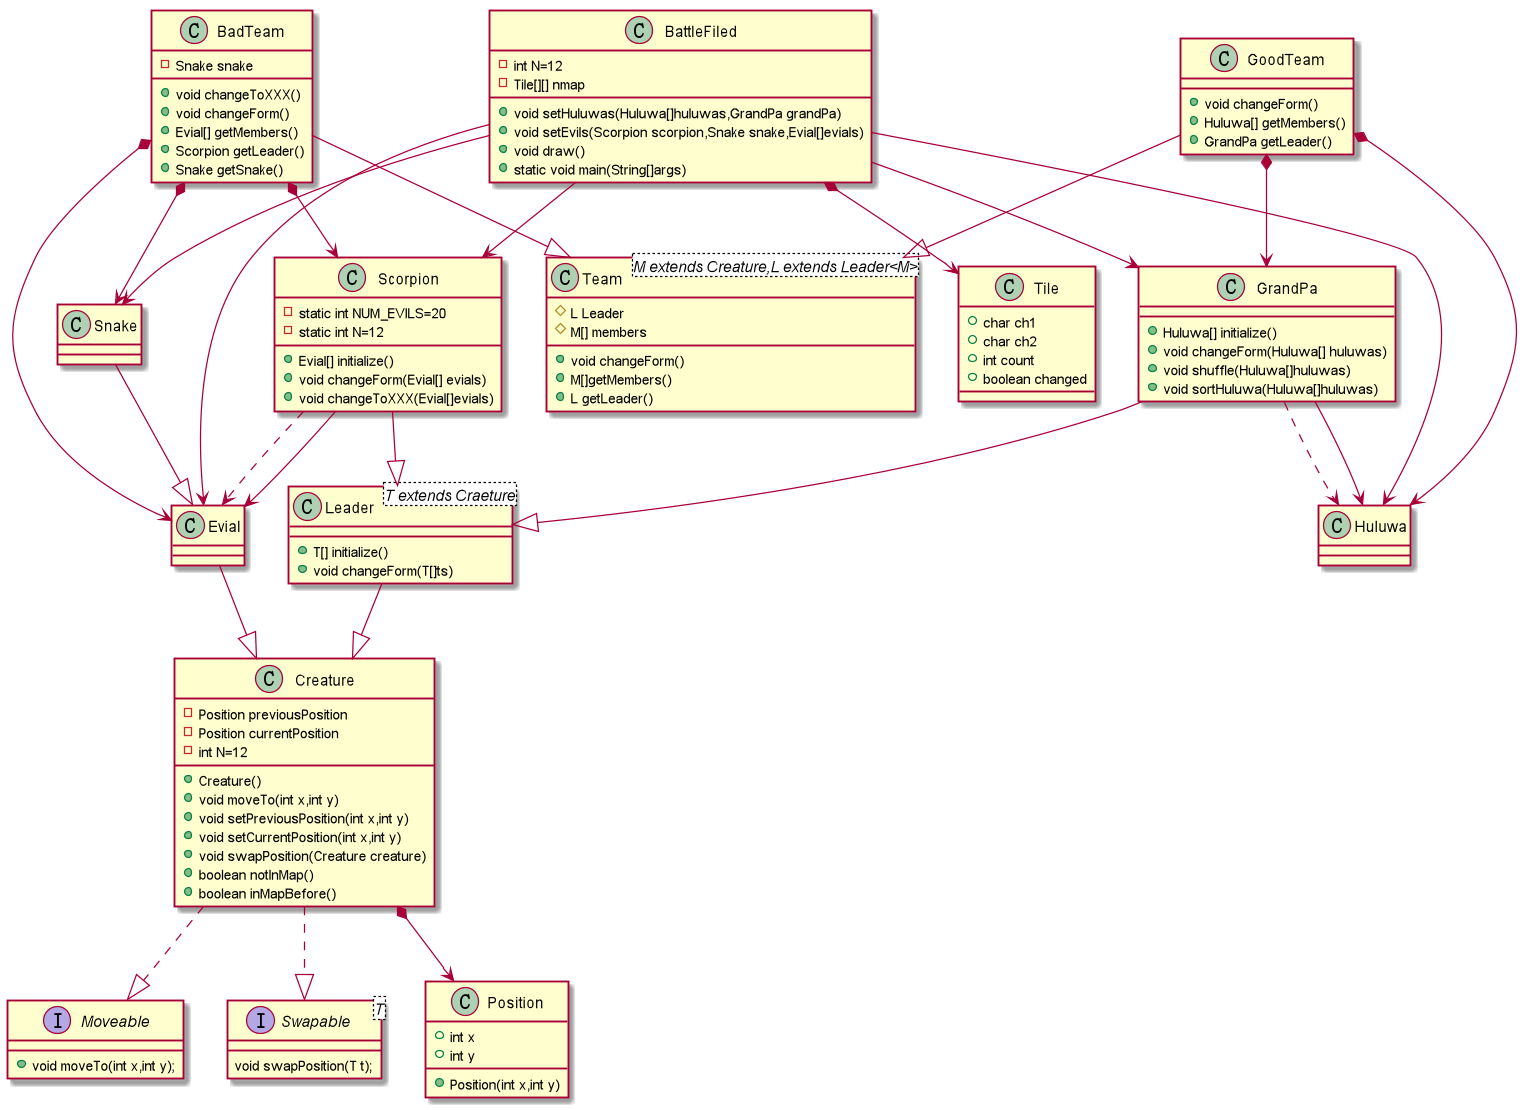 C BadTeam
Snake snake
void changeToXXX()
void changeForm()
Evial[] getMembers()
Scorpion getLeader()
Snake getSnake()
C BattleFiled
int N=12
Tile[][] nmap
void setHuluwas(Huluwa[]huluwas,GrandPa grandPa)
void setEvils(Scorpion scorpion,Snake snake,Evial[]evials)
void draw()
static void main(String[]args)
C GoodTeam
void changeForm()
Huluwa[] getMembers()
GrandPa getLeader()
C Snake
C Scorpion
static int NUM_EVILS=20
static int N=12
Evial[] initialize()
void changeForm(Evial[] evials)
void changeToXXX(Evial[]evials)
C Team
M extends Creature,L extends Leader<M>
L Leader
M[] members
void changeForm()
M[]getMembers()
L getLeader()
C Tile
char ch1
char ch2
int count
boolean changed
C GrandPa
Huluwa[] initialize()
void changeForm(Huluwa[] huluwas)
void shuffle(Huluwa[]huluwas)
void sortHuluwa(Huluwa[]huluwas)
C Evial
C Leader
T extends Craeture
T[] initialize()
void changeForm(T[]ts)
C Huluwa
C Creature
Position previousPosition
Position currentPosition
int N=12
Creature()
void moveTo(int x,int y)
void setPreviousPosition(int x,int y)
void setCurrentPosition(int x,int y)
void swapPosition(Creature creature)
boolean notInMap()
boolean inMapBefore()
I Moveable
void moveTo(int x,int y);
I Swapable
T
void swapPosition(T t);
C Position
int x
int y
Position(int x,int y)